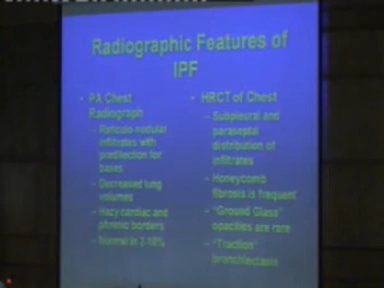 Radiographic Features of
IPF
• PA Chest
Radiograph
– Reticulo-nodular
infiltrates with
predilection for
bases
– Decreased lung
volumes
– Hazy cardiac and
phrenic borders
– Normal in 2-10%
• HRCT of Chest
– Subpleural and
paraseptal
distribution of
infiltrates
– Honeycomb
fibrosis is frequent
– "Ground Glass"
opacities are rare
– "Traction"
bronchiectasis